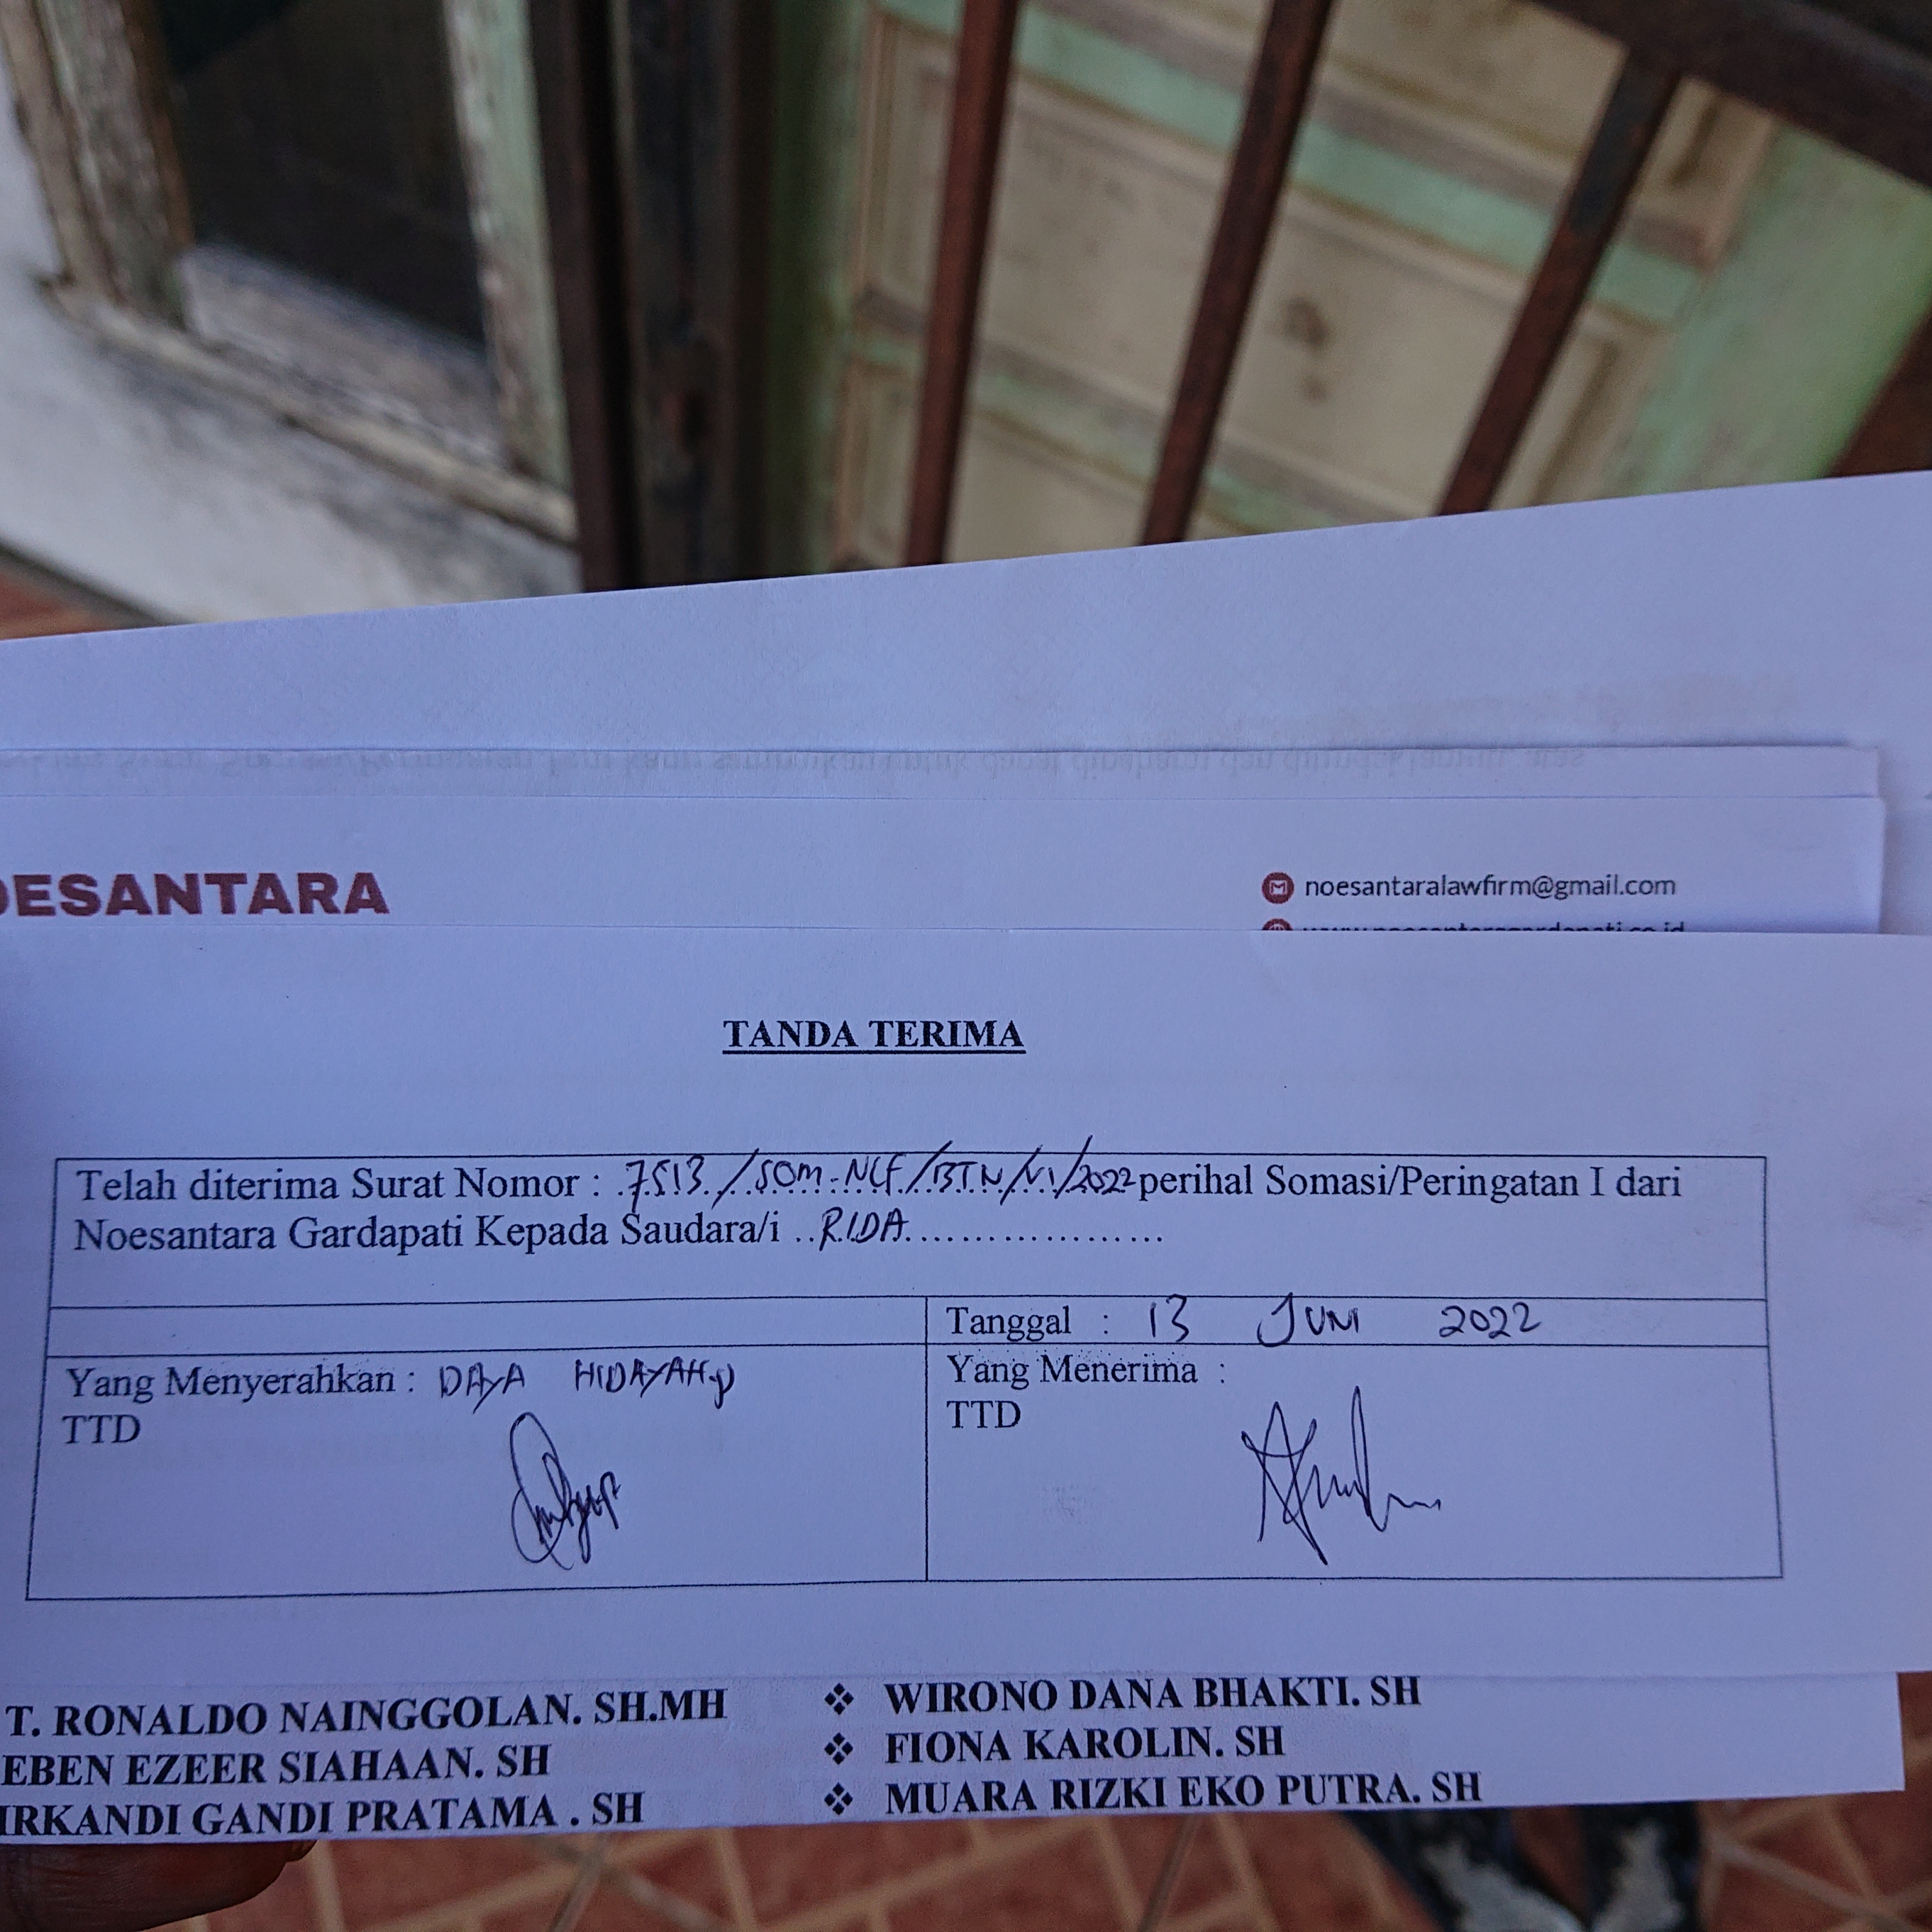 OESANTARA
noesantaralawfirm@gmail.com
TANDA TERIMA
Telah diterima Surat Nomor : .7513./SOM-NLF/BTN/VI/2022 perihal Somasi/Peringatan I dari
Noesantara Gardapati Kepada Saudara/i ..RIDA...................
Tanggal : 13 JUNI 2022
Yang Menyerahkan : DAYA HIDAYAH.P
TTD
Yang Menerima :
TTD
T. RONALDO NAINGGOLAN. SH.MH
EBEN EZEER SIAHAAN. SH
IRKANDI GANDI PRATAMA . SH
❖ WIRONO DANA BHAKTI. SH
❖ FIONA KAROLIN. SH
❖ MUARA RIZKI EKO PUTRA. SH